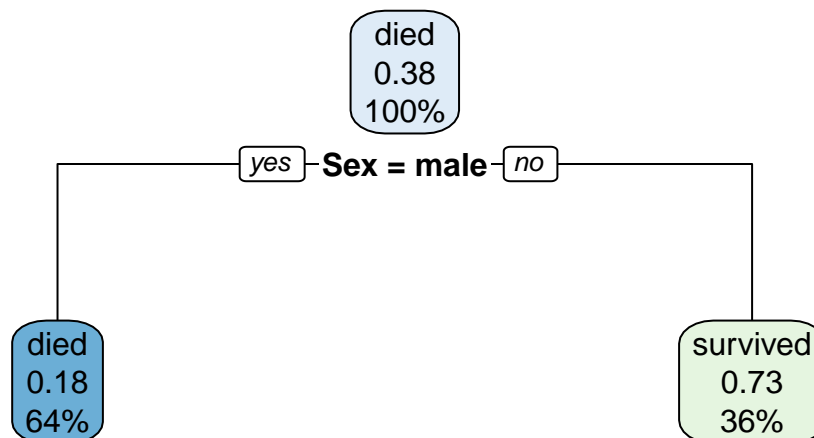 died
0.38
100%
yes Sex = male no
died
0.18
64%
survived
0.73
36%